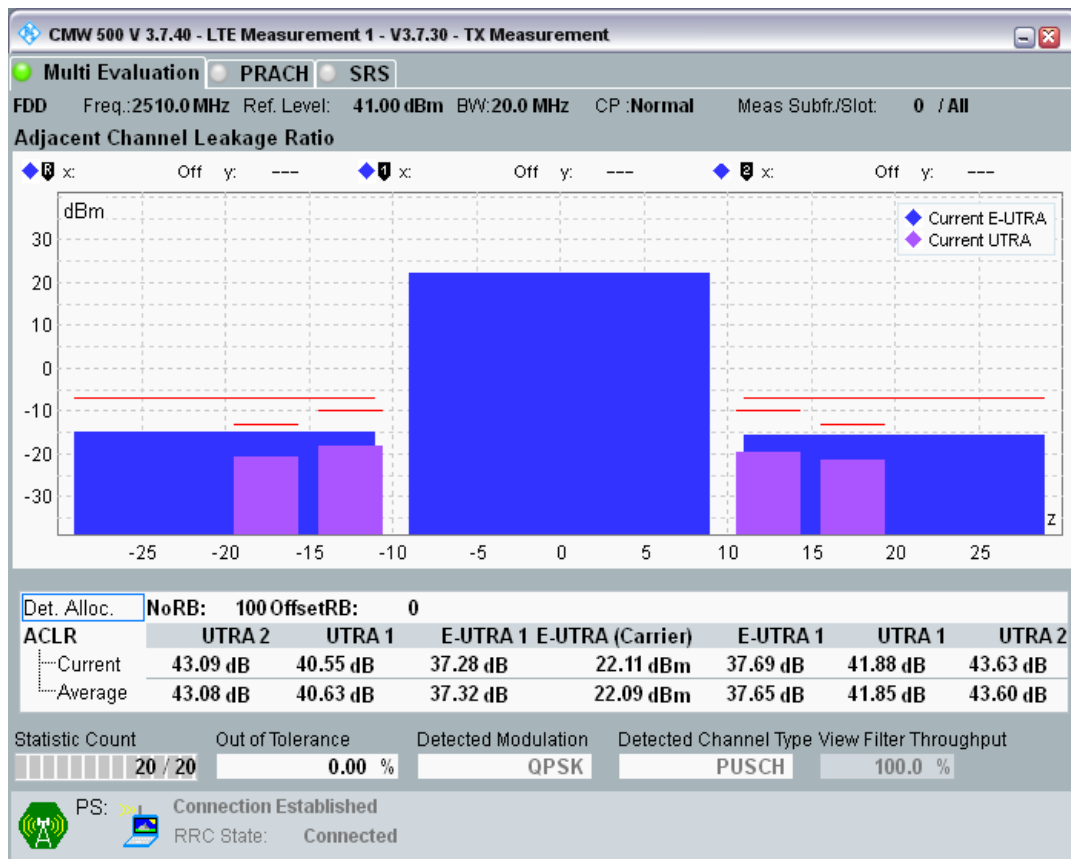 CMW 500 V 3.7.40 - LTE Measurement 1 - V3.7.30 - TX Measurement
Multi Evaluation PRACH SRS
FDD Freq.:2510.0 MHz Ref. Level: 41.00 dBm BW:20.0 MHz CP :Normal Meas Subfr./Slot: 0 / All
Adjacent Channel Leakage Ratio
R x: Off y: --- 1 x: Off y: --- 2 x: Off y: ---
dBm
Current E-UTRA
Current UTRA
30
20
10
0
-10
-20
-30
z
-25 -20 -15 -10 -5 0 5 10 15 20 25
Det. Alloc. NoRB: 100 OffsetRB: 0
ACLR UTRA 2 UTRA 1 E-UTRA 1 E-UTRA (Carrier) E-UTRA 1 UTRA 1 UTRA 2
Current 43.09 dB 40.55 dB 37.28 dB 22.11 dBm 37.69 dB 41.88 dB 43.63 dB
Average 43.08 dB 40.63 dB 37.32 dB 22.09 dBm 37.65 dB 41.85 dB 43.60 dB
Statistic Count Out of Tolerance Detected Modulation Detected Channel Type View Filter Throughput
20 / 20 0.00 % QPSK PUSCH 100.0 %
PS: Connection Established
RRC State: Connected